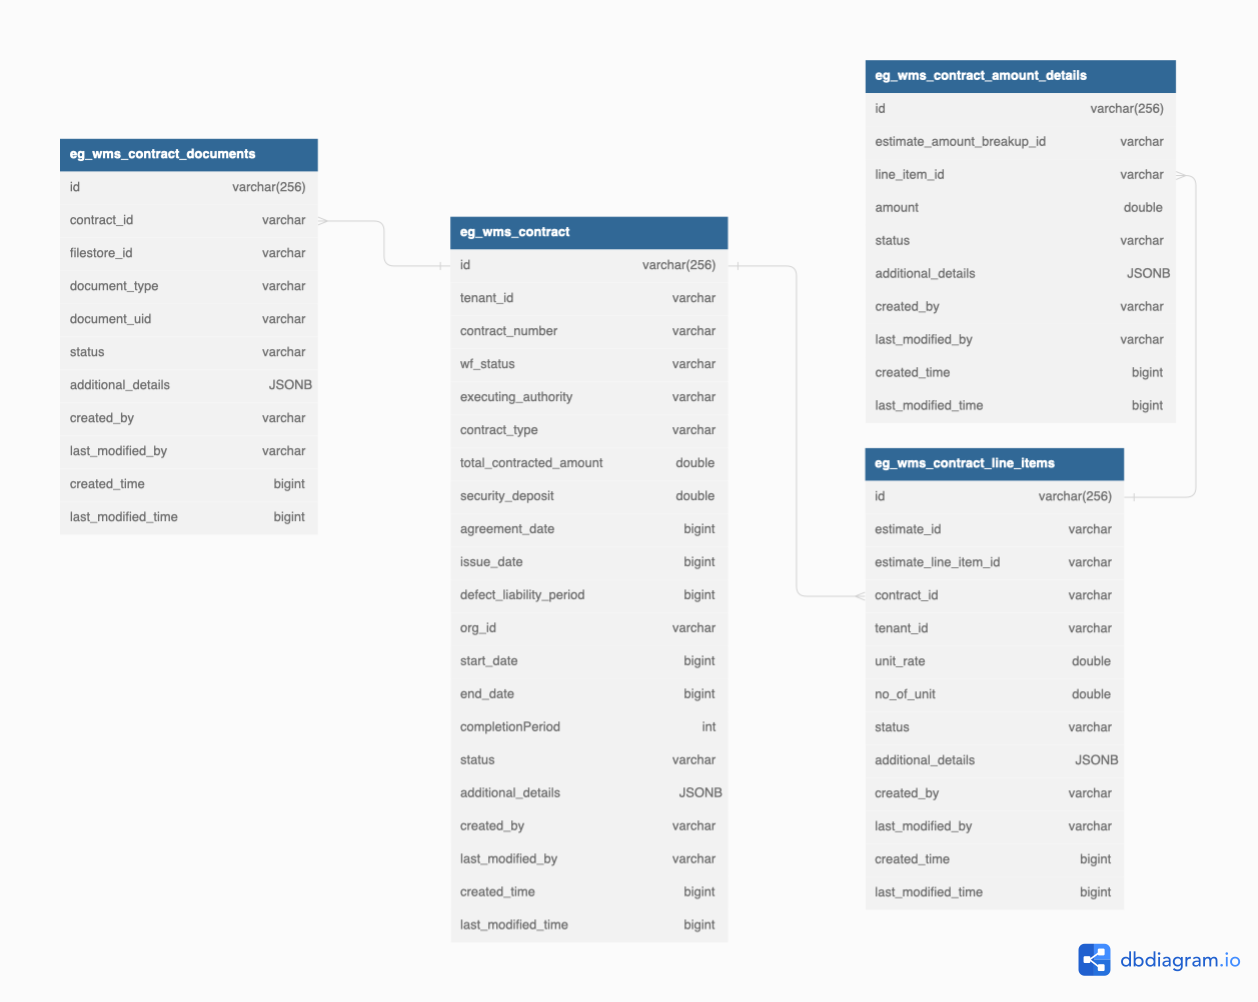 eg_wms_contract_documents
id varchar(256)
contract_id varchar
filestore_id varchar
document_type varchar
document_uid varchar
status varchar
additional_details JSONB
created_by varchar
last_modified_by varchar
created_time bigint
last_modified_time bigint
eg_wms_contract
id varchar(256)
tenant_id varchar
contract_number varchar
wf_status varchar
executing_authority varchar
contract_type varchar
total_contracted_amount double
security_deposit double
agreement_date bigint
issue_date bigint
defect_liability_period bigint
org_id varchar
start_date bigint
end_date bigint
completionPeriod int
status varchar
additional_details JSONB
created_by varchar
last_modified_by varchar
created_time bigint
last_modified_time bigint
eg_wms_contract_amount_details
id varchar(256)
estimate_amount_breakup_id varchar
line_item_id varchar
amount double
status varchar
additional_details JSONB
created_by varchar
last_modified_by varchar
created_time bigint
last_modified_time bigint
eg_wms_contract_line_items
id varchar(256)
estimate_id varchar
estimate_line_item_id varchar
contract_id varchar
tenant_id varchar
unit_rate double
no_of_unit double
status varchar
additional_details JSONB
created_by varchar
last_modified_by varchar
created_time bigint
last_modified_time bigint
dbdiagram.io